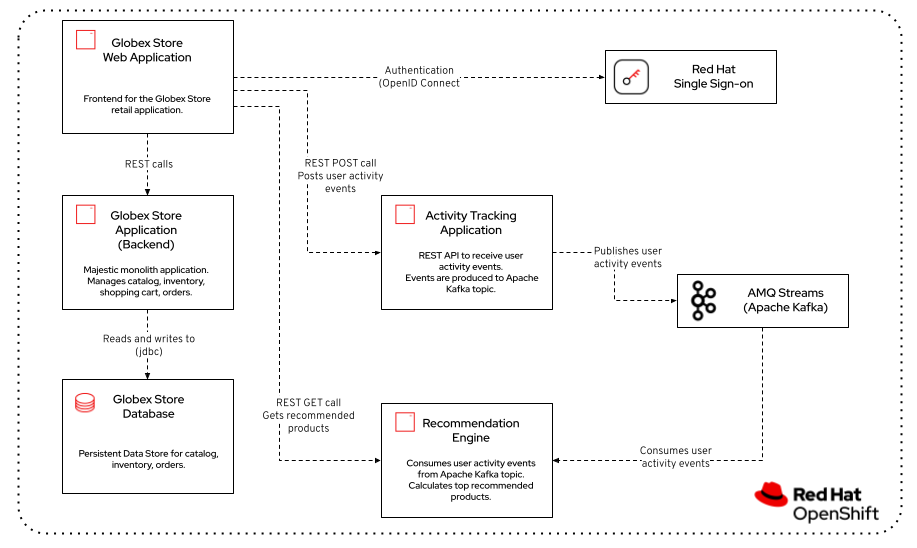 Globex Store
Web Application
Frontend for the Globex Store
retail application.
Authentication
(OpenID Connect
Red Hat
Single Sign-on
REST calls
REST POST call
Posts user activity
events
Globex Store
Application
(Backend)
Majestic monolith application.
Manages catalog, inventory,
shopping cart, orders.
Activity Tracking
Application
REST API to receive user
activity events.
Events are produced to Apache
Kafka topic.
Publishes user
activity events
AMQ Streams
(Apache Kafka)
Reads and writes to
(jdbc)
Globex Store
Database
Persistent Data Store for catalog,
inventory, orders.
REST GET call
Gets recommended
products
Recommendation
Engine
Consumes user activity events
from Apache Kafka topic.
Calculates top recommended
products.
Consumes user
activity events
Red Hat
OpenShift